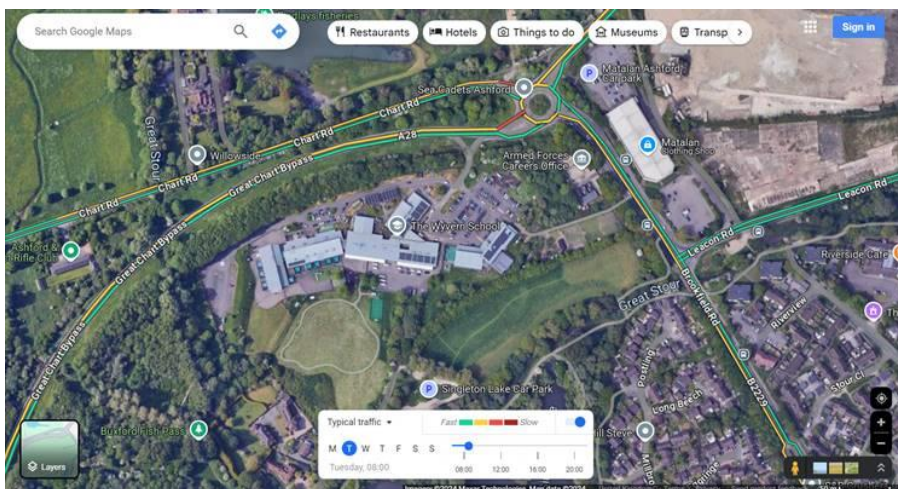 Search Google Maps
Restaurants
Hotels
Things to do
Museums
Transp
Sign in
Matalan Ashford
Car park
Sea Cadets Ashford
Chart Rd
Chart Rd
Chart Rd
Chart Rd
Great Stour
Willowside
A28
Great Chart Bypass
Armed Forces
Careers Office
Matalan
Clothing Shop
Leacon Rd
Leacon Rd
The Wyvern School
Ashford &
Rifle Club
Great Chart Bypass
Riverside Cafe
Great Stour
Brookfield Rd
Riverview
Great Chart Bypass
Postling
Singleton Lake Car Park
Stour Cl
Long Beech
B2229
Buxford Fish Pass
Typical traffic
Fast
Slow
M T W T F S S
Tuesday, 08:00
08:00 12:00 16:00 20:00
Layers